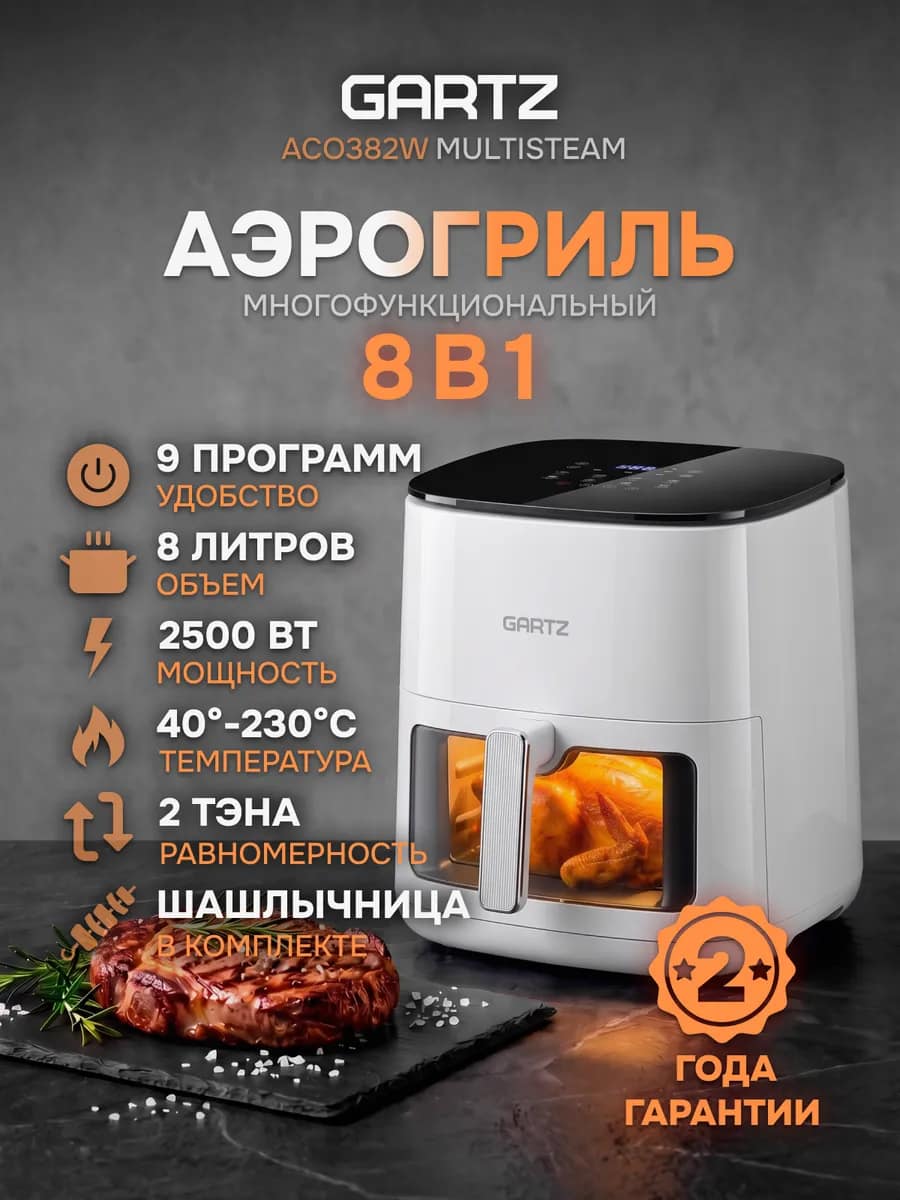 GARTZ
ACO382W MULTISTEAM
АЭРОГРИЛЬ
МНОГОФУНКЦИОНАЛЬНЫЙ
8 В 1
9 ПРОГРАММ
УДОБСТВО
8 ЛИТРОВ
ОБЪЕМ
2500 ВТ
МОЩНОСТЬ
40°-230°C
ТЕМПЕРАТУРА
2 ТЭНА
РАВНОМЕРНОСТЬ
ШАШЛЫЧНИЦА
В КОМПЛЕКТЕ
GARTZ
2
ГОДА
ГАРАНТИИ